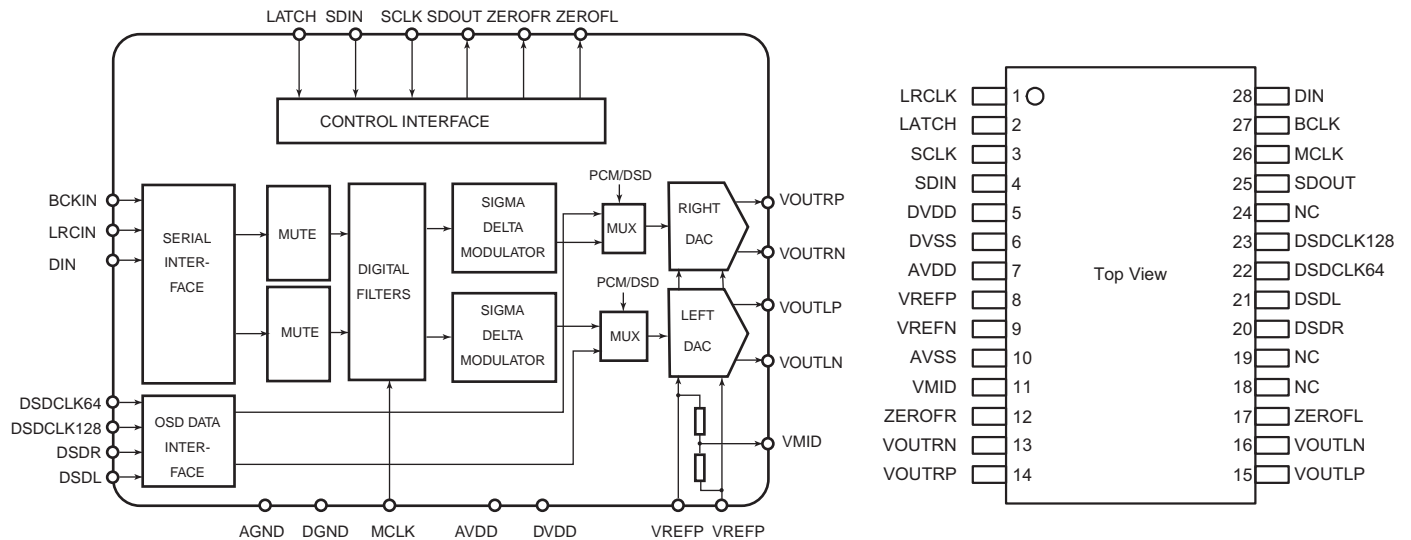 LATCH SDIN SCLK SDOUT ZEROFR ZEROFL
CONTROL INTERFACE
BCKIN
LRCIN
DIN
SERIAL
INTER-
FACE
MUTE
MUTE
DIGITAL
FILTERS
SIGMA
DELTA
MODULATOR
SIGMA
DELTA
MODULATOR
PCM/DSD
MUX
PCM/DSD
MUX
RIGHT
DAC
LEFT
DAC
VOUTRP
VOUTRN
VOUTLP
VOUTLN
VMID
DSDCLK64
DSDCLK128
DSDR
DSDL
OSD DATA
INTER-
FACE
AGND DGND MCLK AVDD DVDD VREFP VREFP
LRCLK 1 28 DIN
LATCH 2 27 BCLK
SCLK 3 26 MCLK
SDIN 4 25 SDOUT
DVDD 5 24 NC
DVSS 6 23 DSDCLK128
AVDD 7 22 DSDCLK64
Top View
VREFP 8 21 DSDL
VREFN 9 20 DSDR
AVSS 10 19 NC
VMID 11 18 NC
ZEROFR 12 17 ZEROFL
VOUTRN 13 16 VOUTLN
VOUTRP 14 15 VOUTLP